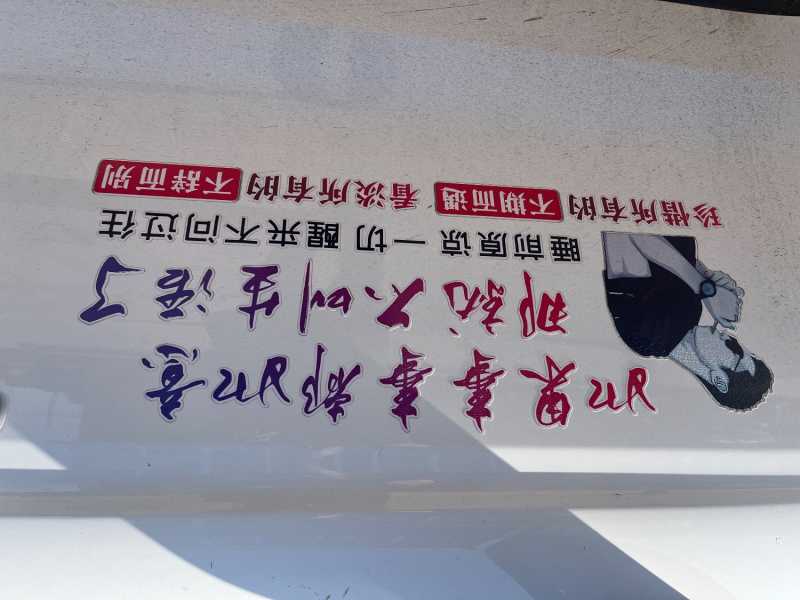 如果事事都如意
那就不叫生活了
睡前原谅一切 醒来不问过往
珍惜所有的 不期而遇 看淡所有的 不辞而别